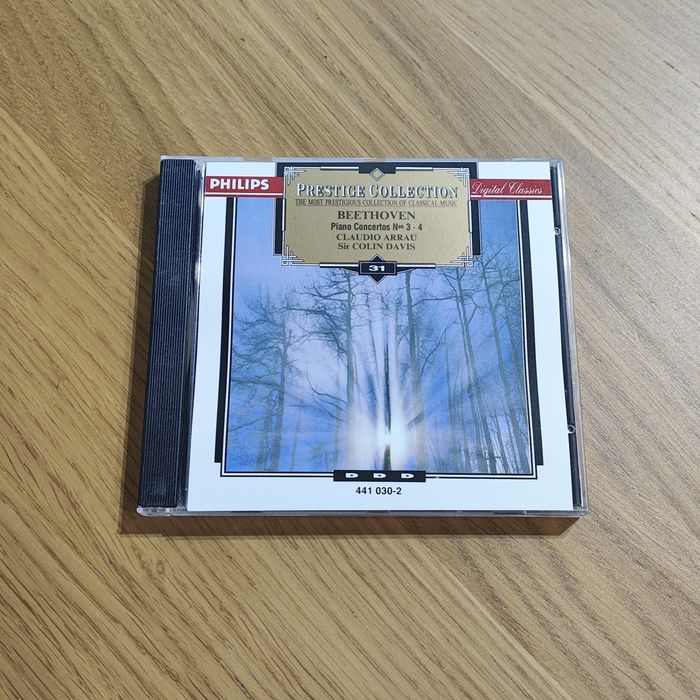 PHILIPS
PRESTIGE COLLECTION
Digital Classics
THE MOST PRESTIGIOUS COLLECTION OF CLASSICAL MUSIC
BEETHOVEN
Piano Concertos Nos 3 - 4
CLAUDIO ARRAU
Sir COLIN DAVIS
31
D D D
441 030-2